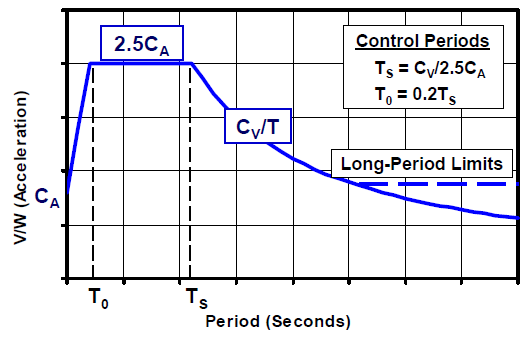 2.5CA
Control Periods
TS = CV/2.5CA
T0 = 0.2TS
CV/T
Long-Period Limits
CA
V/W (Acceleration)
T0
TS
Period (Seconds)